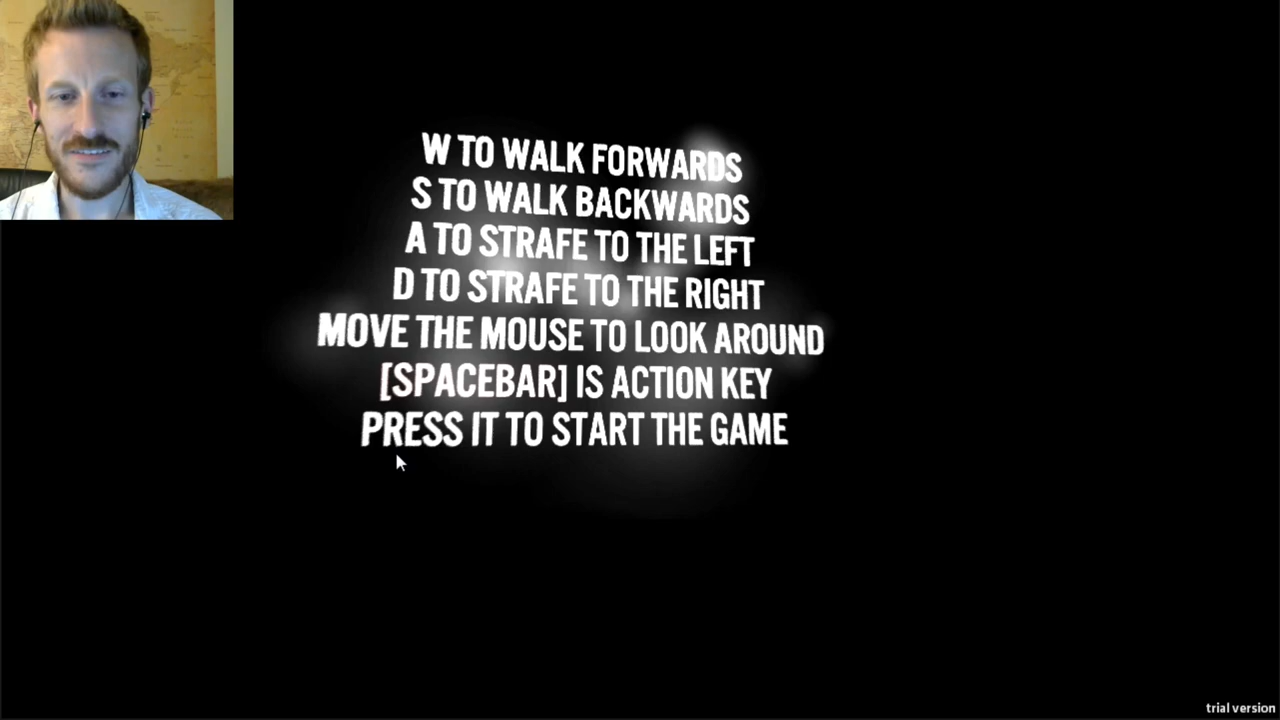 W TO WALK FORWARDS
S TO WALK BACKWARDS
A TO STRAFE TO THE LEFT
D TO STRAFE TO THE RIGHT
MOVE THE MOUSE TO LOOK AROUND
[SPACEBAR] IS ACTION KEY
PRESS IT TO START THE GAME
trial version